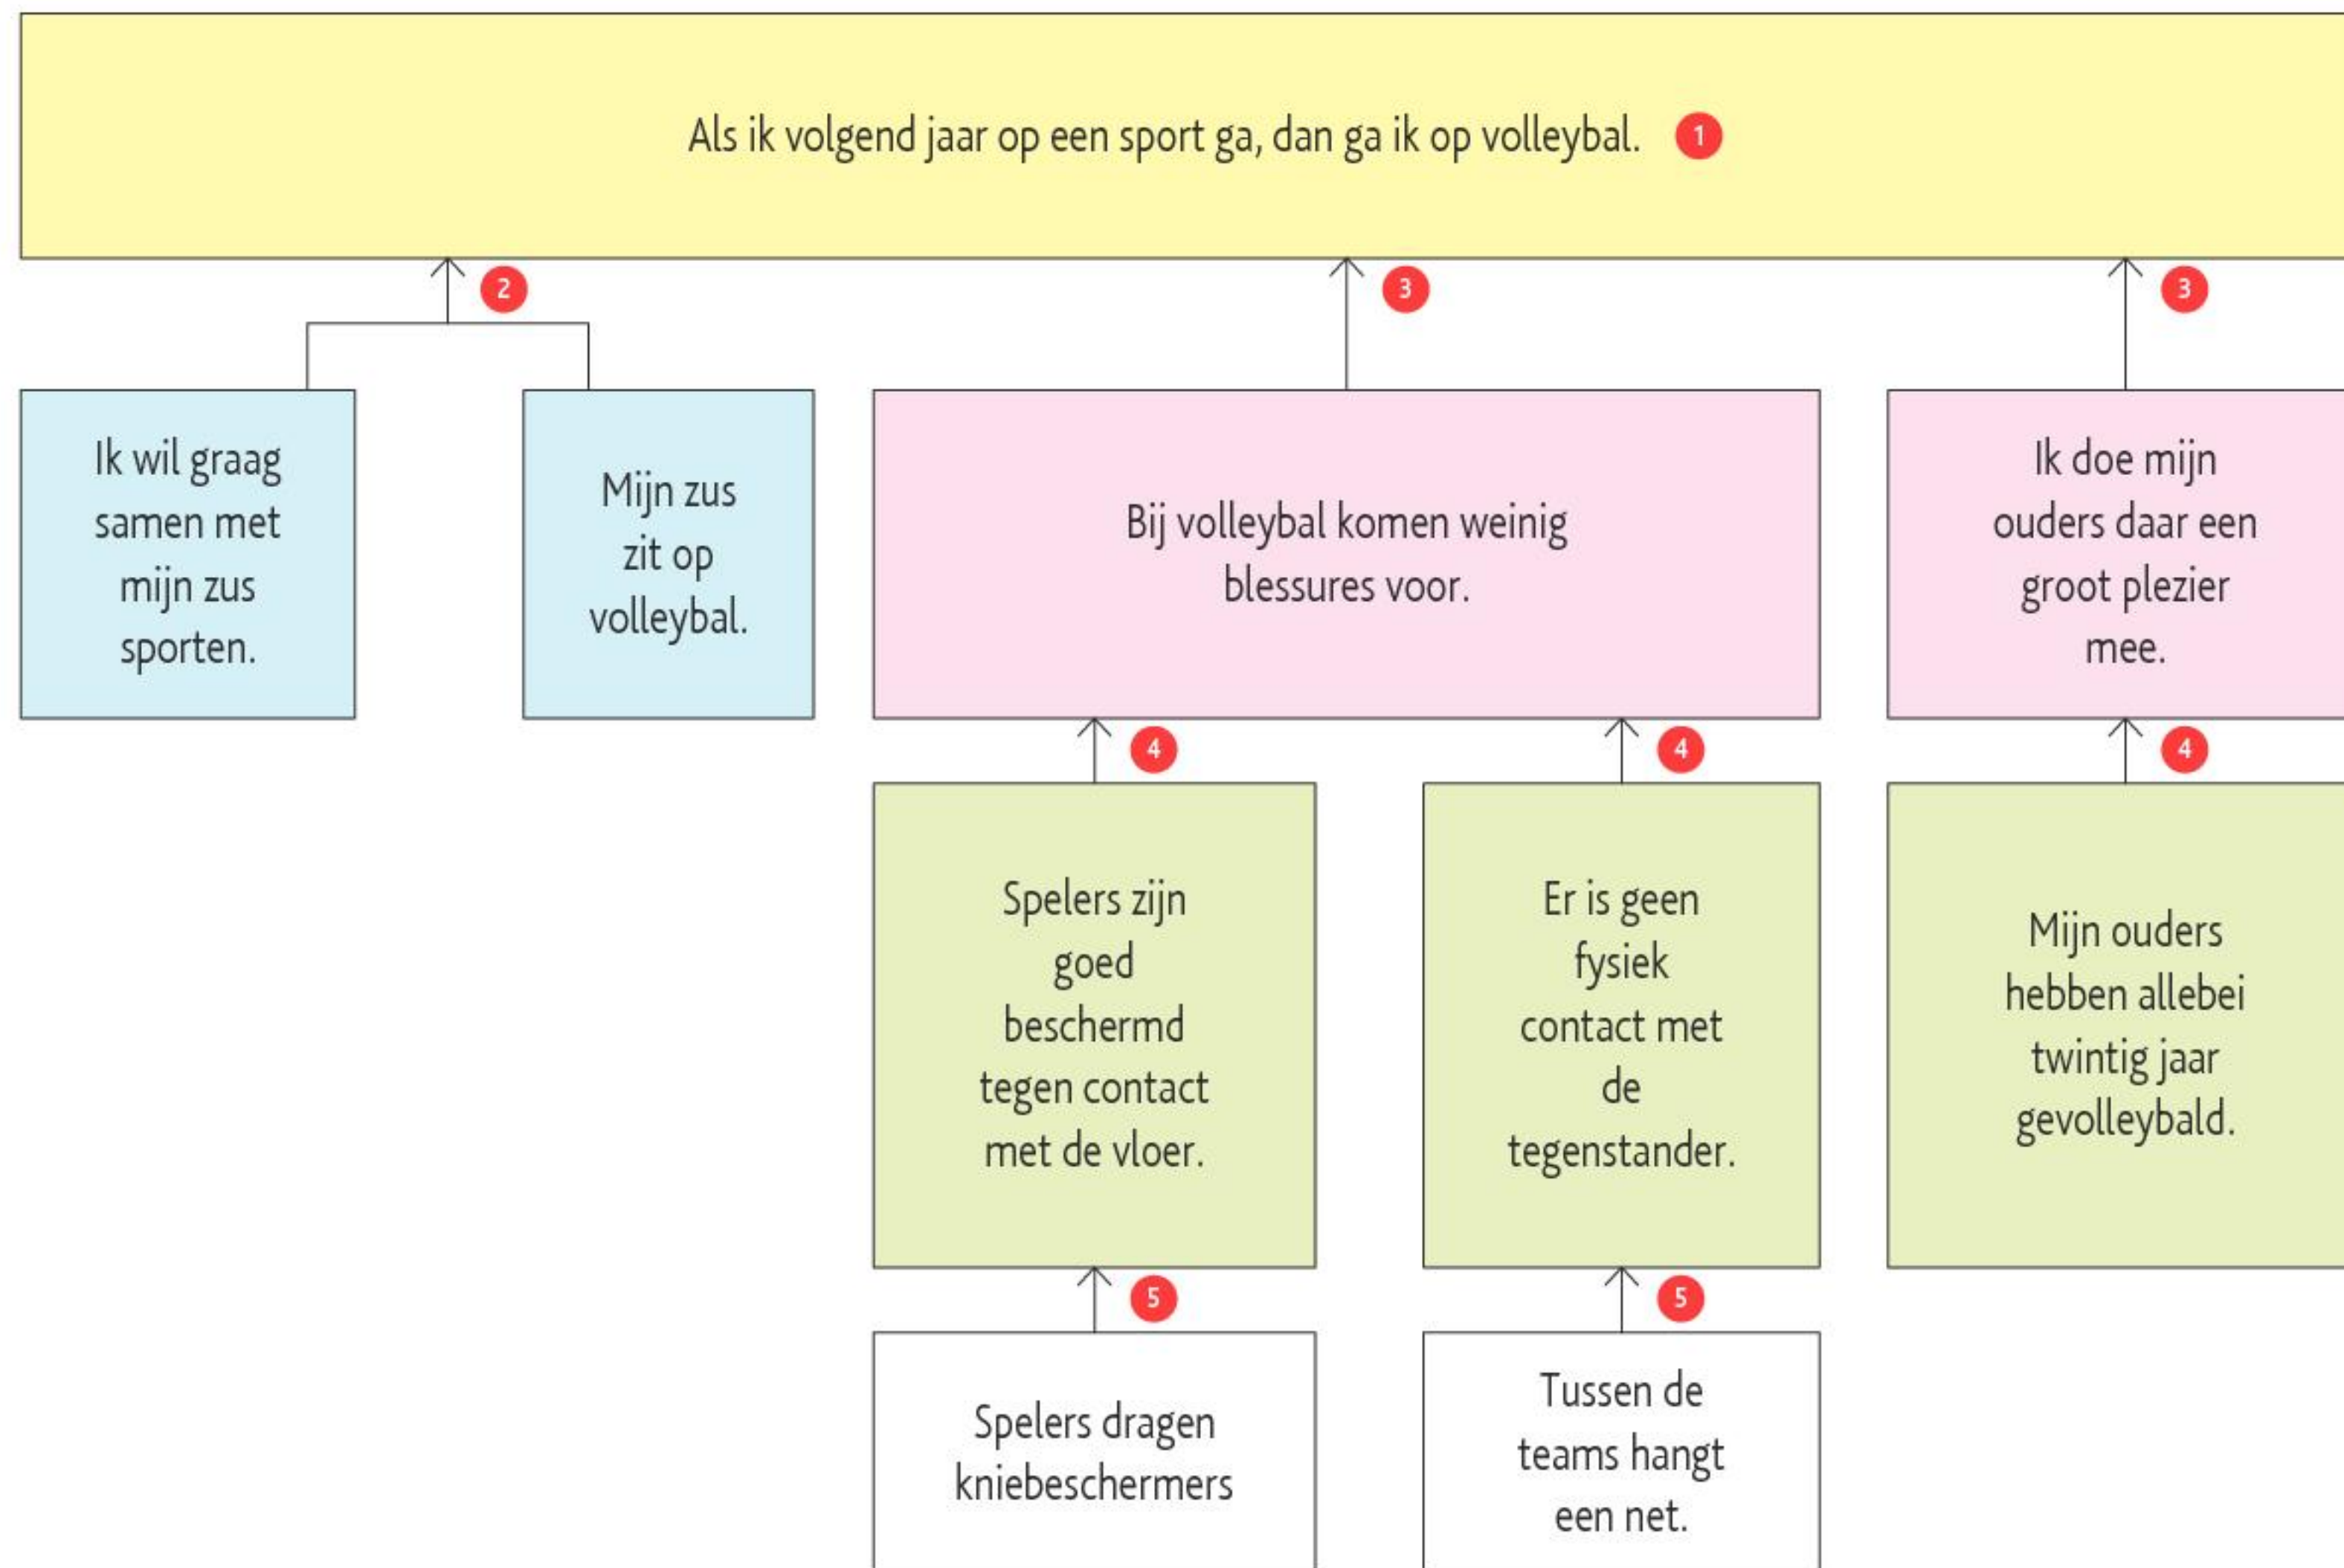 Als ik volgend jaar op een sport ga, dan ga ik op volleybal. 1
2
3
3
Ik wil graag
samen met
mijn zus
sporten.
Mijn zus
zit op
volleybal.
Bij volleybal komen weinig
blessures voor.
Ik doe mijn
ouders daar een
groot plezier
mee.
4
4
4
Spelers zijn
goed
beschermd
tegen contact
met de vloer.
Er is geen
fysiek
contact met
de
tegenstander.
Mijn ouders
hebben allebei
twintig jaar
gevolleybald.
5
5
Spelers dragen
kniebeschermers
Tussen de
teams hangt
een net.